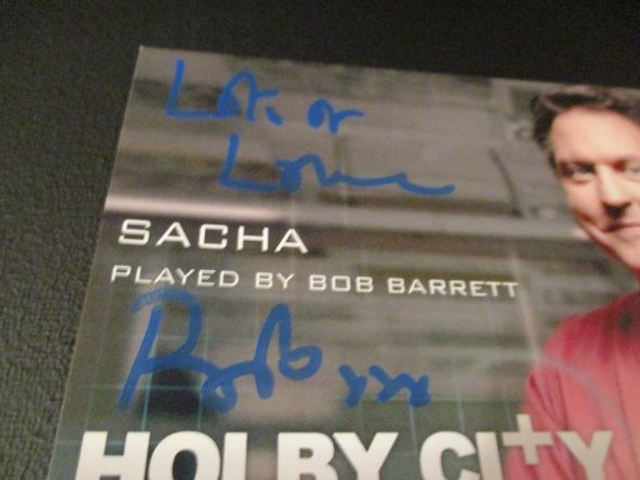 Lots of
Love
SACHA
PLAYED BY BOB BARRETT
Bob xxx
HOLBY CITY